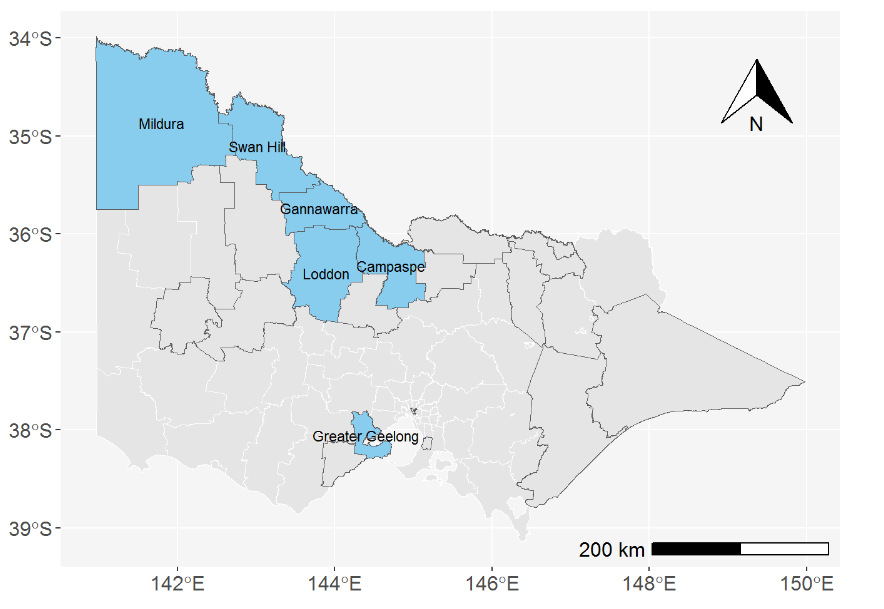 34°S
35°S
36°S
37°S
38°S
39°S
Mildura
Swan Hill
Gannawarra
Loddon
Campaspe
Greater Geelong
N
200 km
142°E
144°E
146°E
148°E
150°E